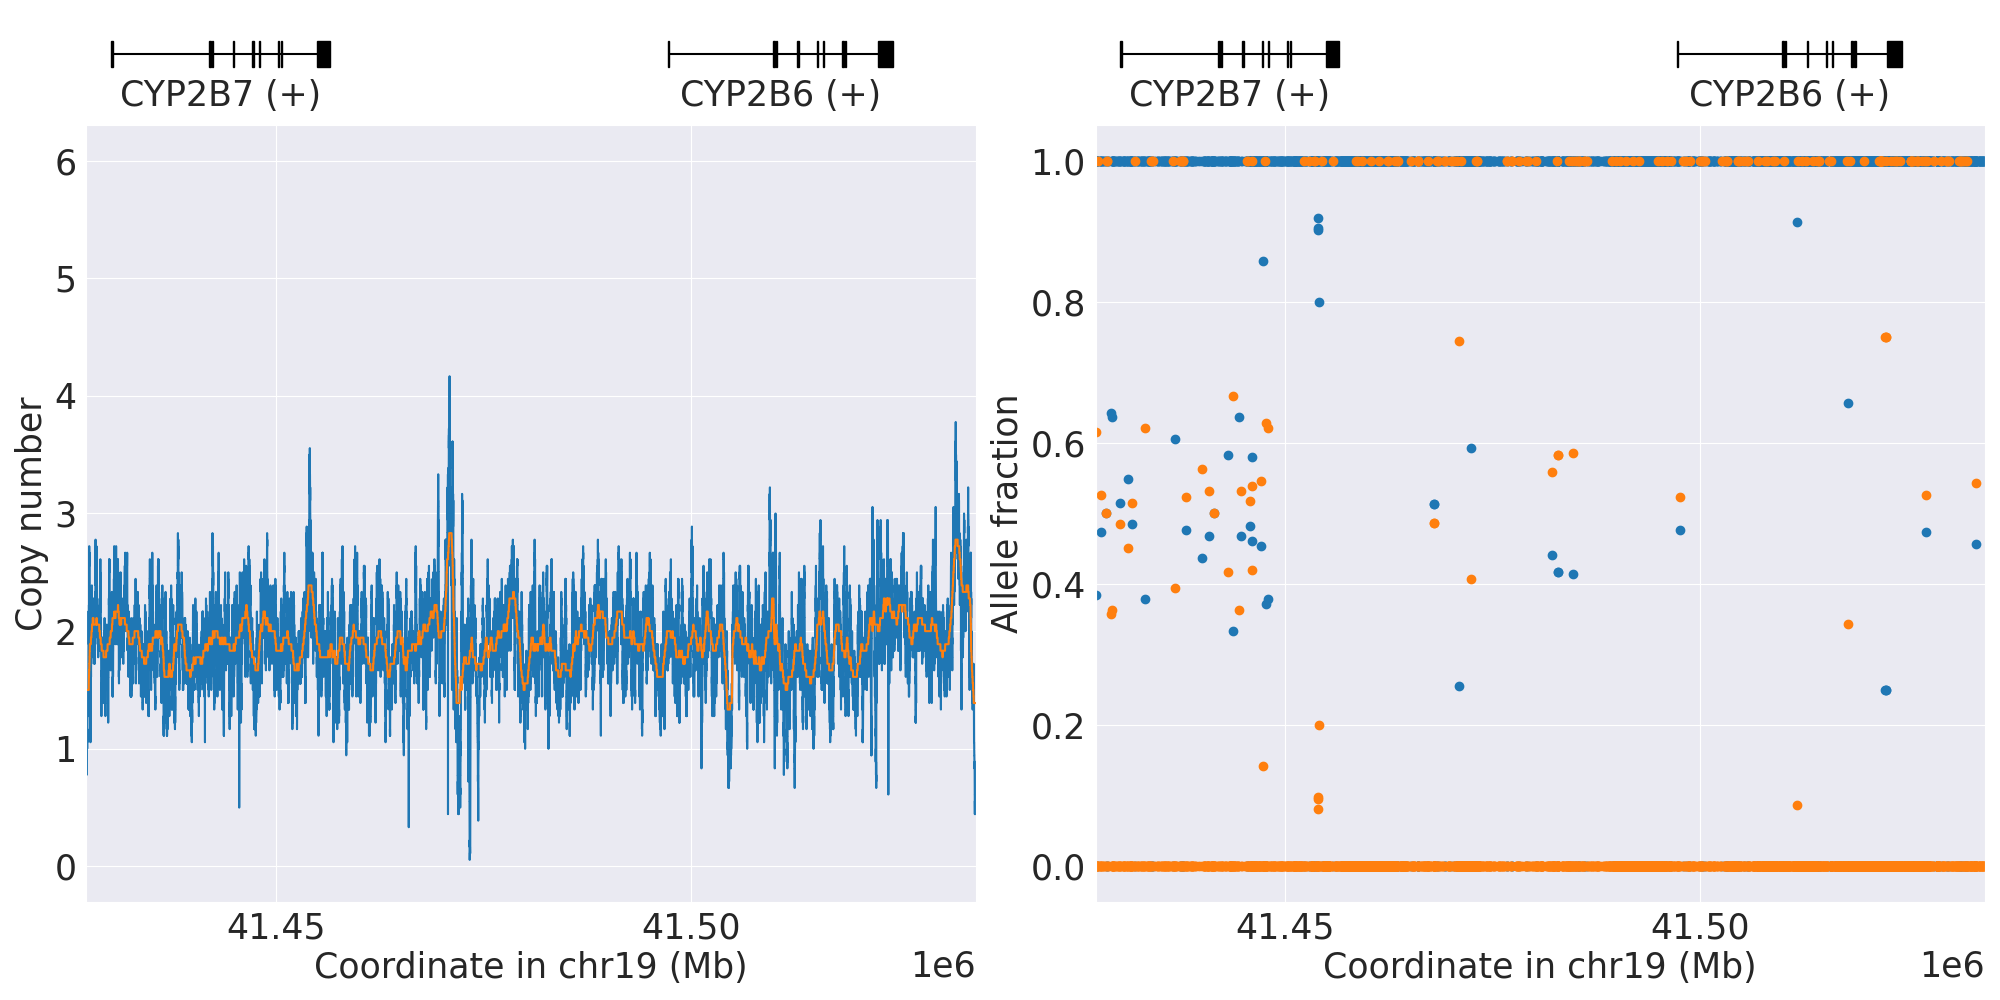 CYP2B7 (+) CYP2B6 (+)
CYP2B7 (+) CYP2B6 (+)
Copy number
6
5
4
3
2
1
0
41.45 41.50
Coordinate in chr19 (Mb) 1e6
Allele fraction
1.0
0.8
0.6
0.4
0.2
0.0
41.45 41.50
Coordinate in chr19 (Mb) 1e6